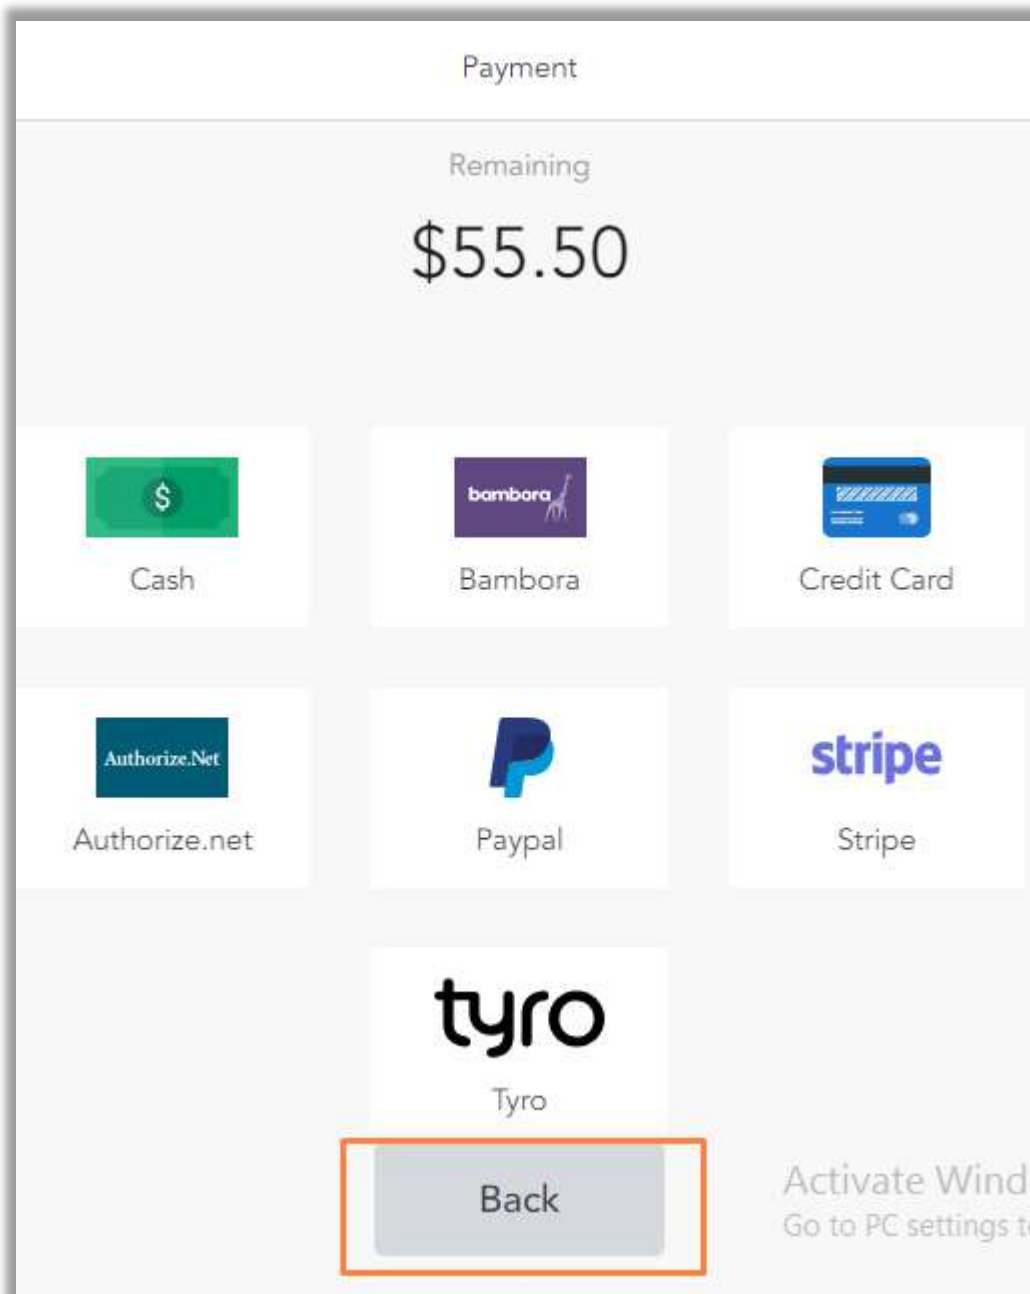 Payment
Remaining
$55.50
$
bambora
Cash
Bambora
Credit Card
Authorize.Net
stripe
Authorize.net
Paypal
Stripe
tyro
Tyro
Back
Activate Wind
Go to PC settings t